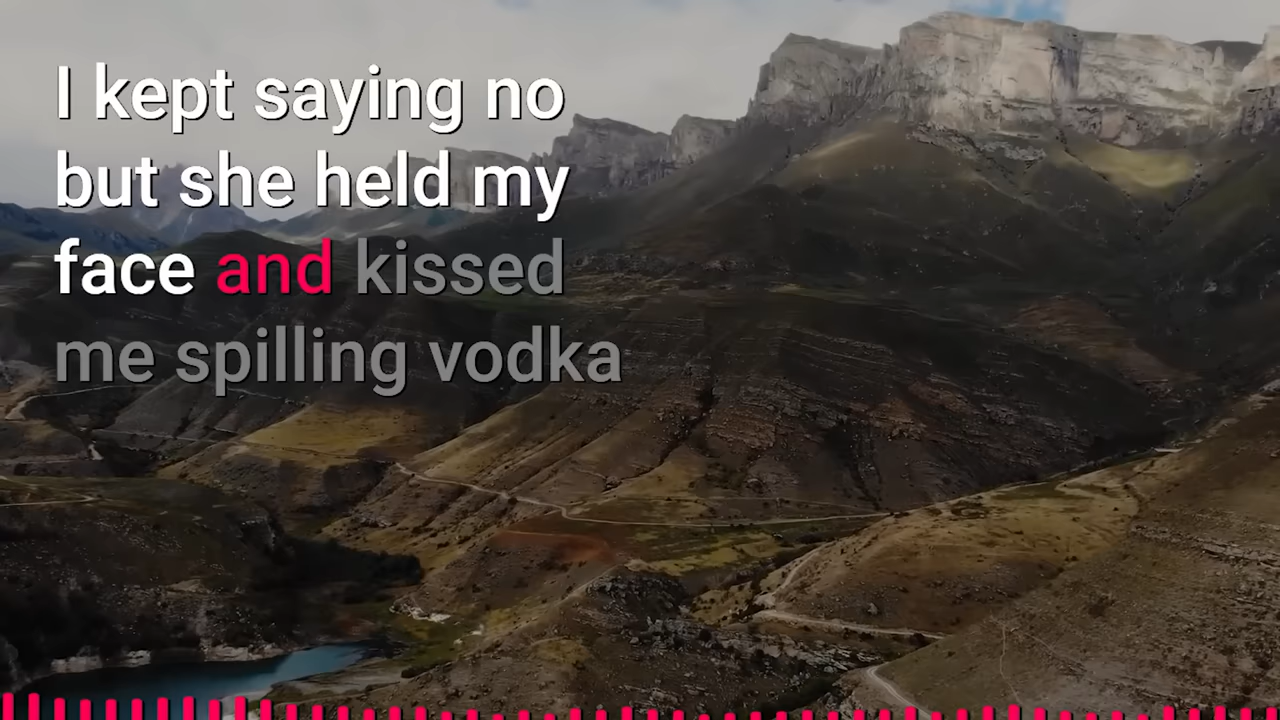 I kept saying no
but she held my
face and kissed
me spilling vodka